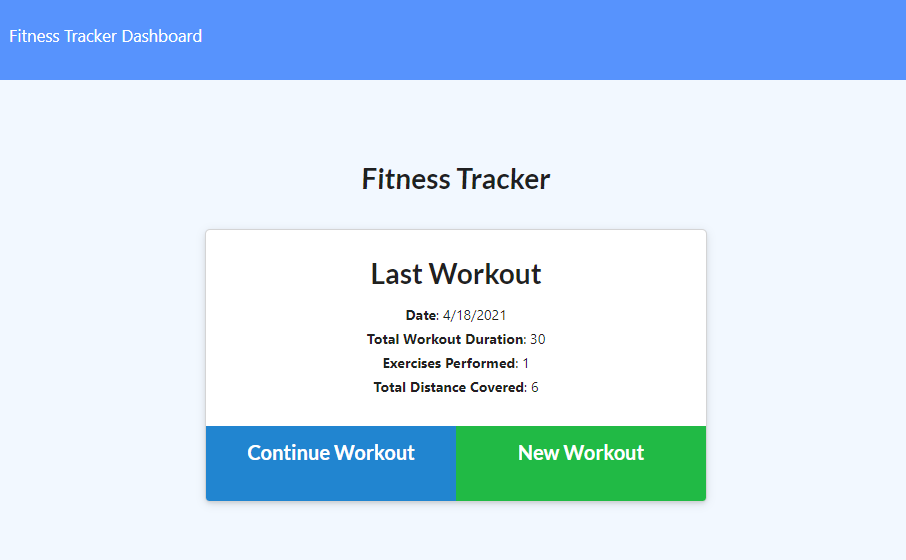 Fitness Tracker Dashboard
Fitness Tracker
Last Workout
Date: 4/18/2021
Total Workout Duration: 30
Exercises Performed: 1
Total Distance Covered: 6
Continue Workout
New Workout